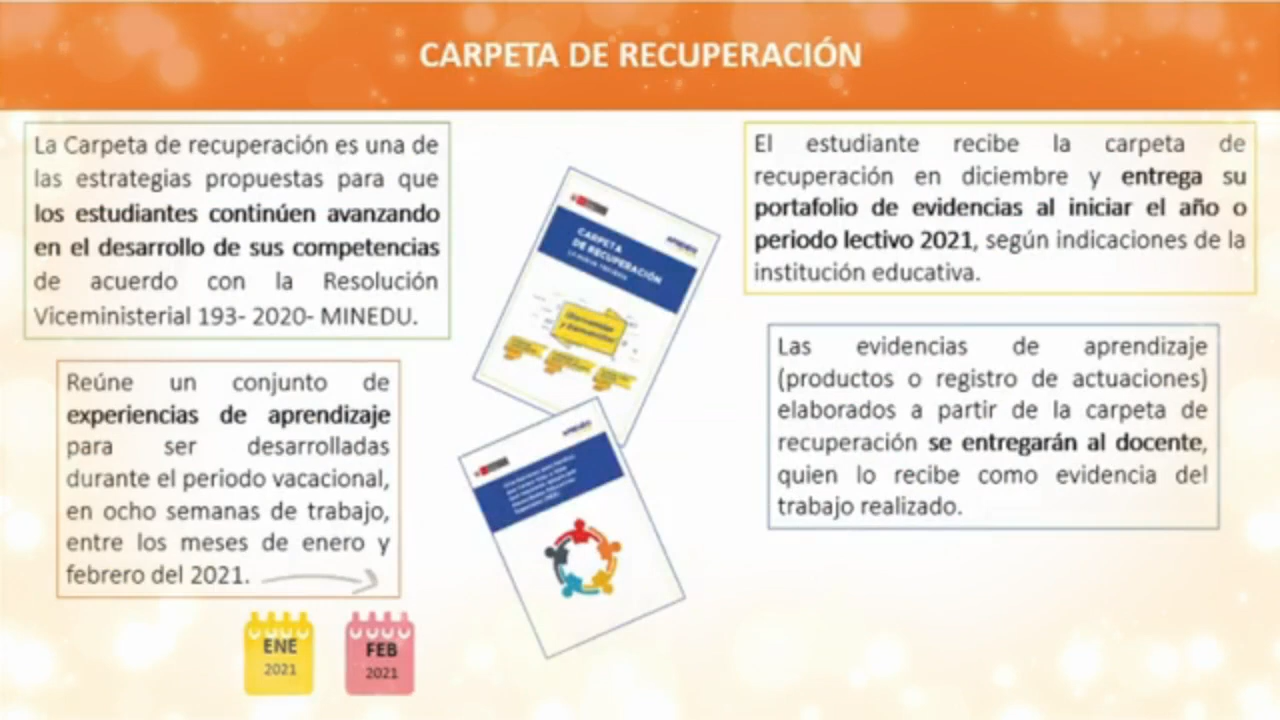 CARPETA DE RECUPERACIÓN
La Carpeta de recuperación es una de
las estrategias propuestas para que
los estudiantes continúen avanzando
en el desarrollo de sus competencias
de acuerdo con la Resolución
Viceministerial 193- 2020- MINEDU.
Reúne un conjunto de
experiencias de aprendizaje
para ser desarrolladas
durante el periodo vacacional,
en ocho semanas de trabajo,
entre los meses de enero y
febrero del 2021.
ENE
2021
FEB
2021
CARPETA
DE RECUPERACIÓN
El estudiante recibe la carpeta de
recuperación en diciembre y entrega su
portafolio de evidencias al iniciar el año o
periodo lectivo 2021, según indicaciones de la
institución educativa.
Las evidencias de aprendizaje
(productos o registro de actuaciones)
elaborados a partir de la carpeta de
recuperación se entregarán al docente,
quien lo recibe como evidencia del
trabajo realizado.